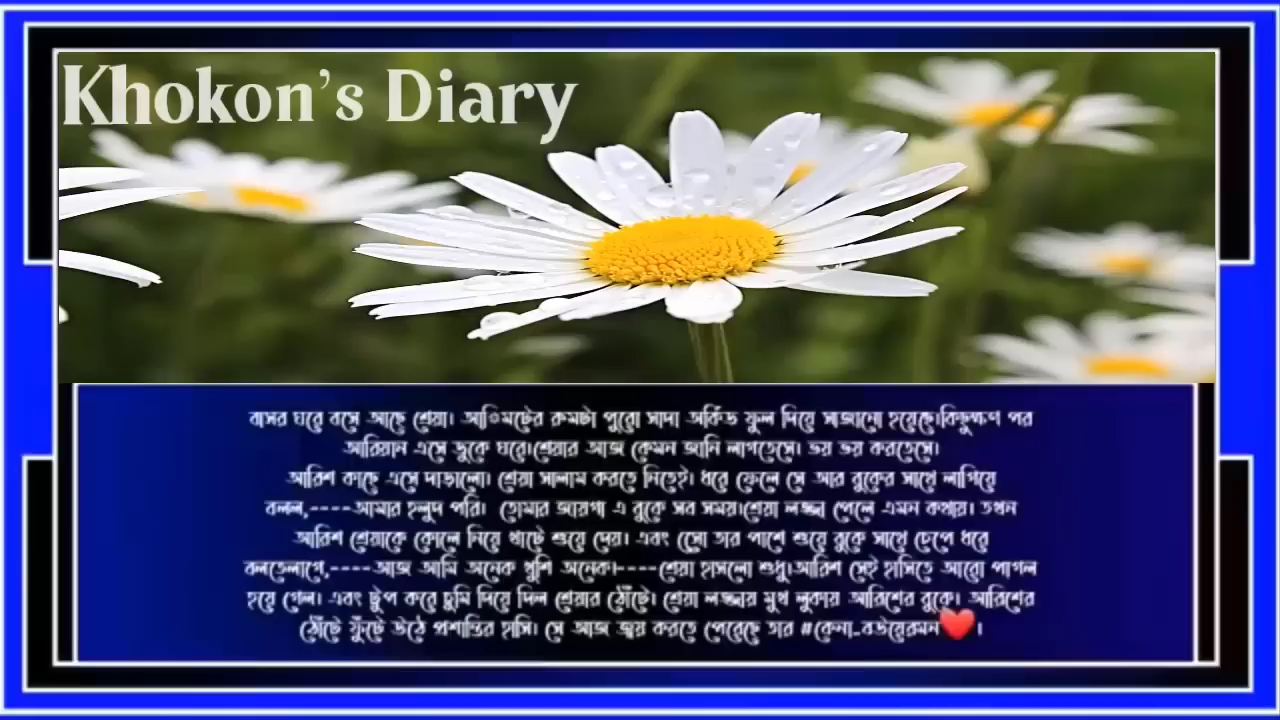 Khokon's Diary
বাসর ঘরে বসে আছে শ্রেয়া। রুমটা পুরো সাদা অর্কিড ফুল দিয়ে সাজানো হয়েছে।কিছুক্ষণ পর
আরিয়ান এসে ঢুকে ঘরে।শ্রেয়ার আজ কেমন জানি লাগতেসে। ভয় ভয় করতেসে।
আরিশ কাছে এসে দাড়ালো। শ্রেয়া সালাম করতে নিতেই। ধরে ফেলে সে আর বুকের সাথে লাগিয়ে
বলল,----আমার হলুদ পরি। তোমার জায়গা এ বুকে সব সময়।শ্রেয়া লজ্জা পেলে এমন কথায়। তখন
আরিশ শ্রেয়াকে কোলে নিয়ে খাটে শুয়ে দেয়। এবং তার পাশে শুয়ে বুকে সাথে চেপে ধরে
বলতেলাগে,----আজ আমি অনেক খুশি অনেক।----শ্রেয়া হাসলো শুধু।আরিশ সেই হাসিতে আরো পাগল
হয়ে গেল। এবং টুপ করে চুমি দিয়ে দিল শ্রেয়ার ঠোঁটে। শ্রেয়া লজ্জায় মুখ লুকায় আরিশের বুকে। আরিশের
ঠোঁটে ফুঁটে উঠে প্রশান্তির হাসি। সে আজ জয় করতে পেরেছে তার #কেনা_বউয়েরমন❤️।